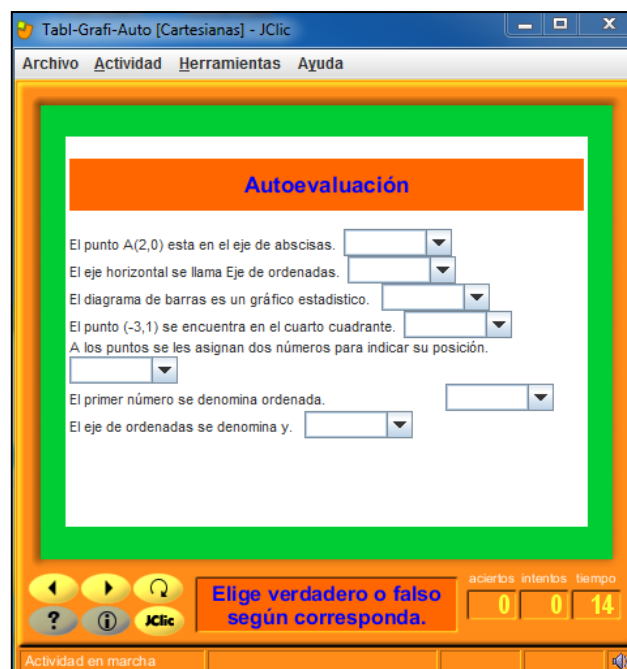 Tabl-Grafi-Auto [Cartesianas] - JClic
Archivo Actividad Herramientas Ayuda
Autoevaluación
El punto A(2,0) esta en el eje de abscisas.
El eje horizontal se llama Eje de ordenadas.
El diagrama de barras es un gráfico estadistico.
El punto (-3,1) se encuentra en el cuarto cuadrante.
A los puntos se les asignan dos números para indicar su posición.
El primer número se denomina ordenada.
El eje de ordenadas se denomina y.
aciertos intentos tiempo
Elige verdadero o falso
según corresponda.
0 0 14
? i JClic
Actividad en marcha